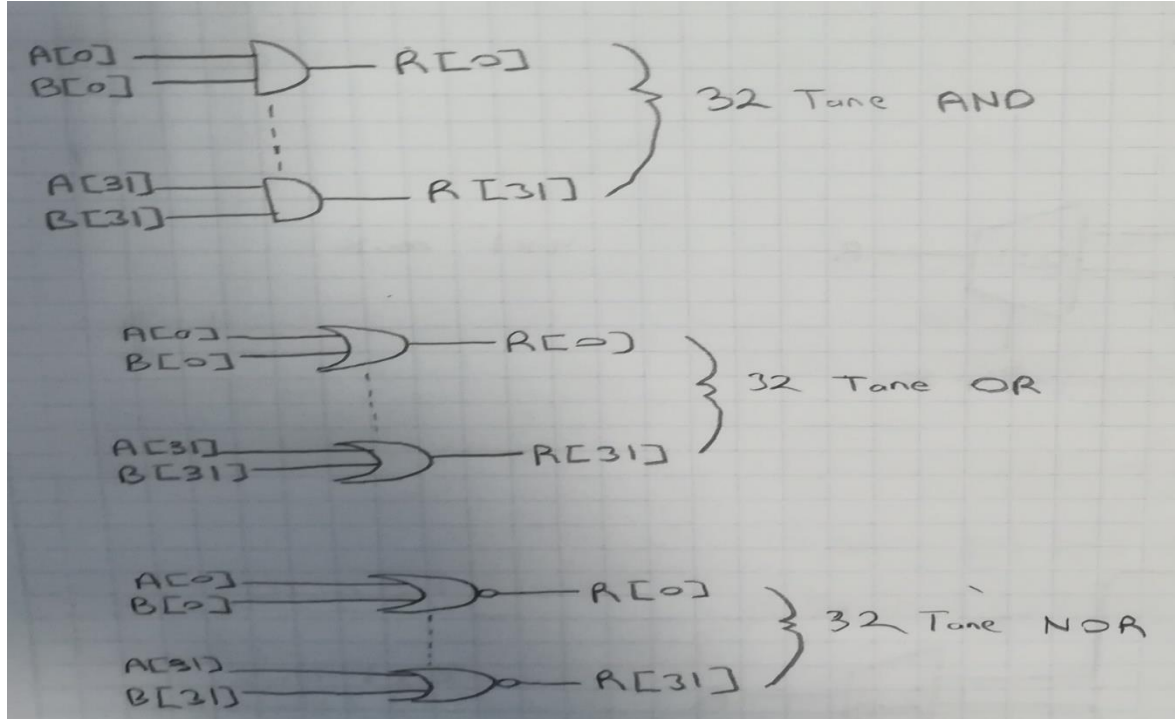 A[0]
B[0]
R[0]
32 Tane AND
A[31]
B[31]
R[31]
A[0]
B[0]
R[0]
32 Tane OR
A[31]
B[31]
R[31]
A[0]
B[0]
R[0]
32 Tane NOR
A[31]
B[31]
R[31]